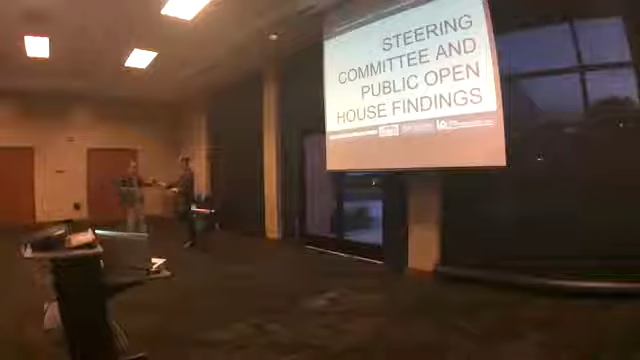 STEERING
COMMITTEE AND
PUBLIC OPEN
HOUSE FINDINGS